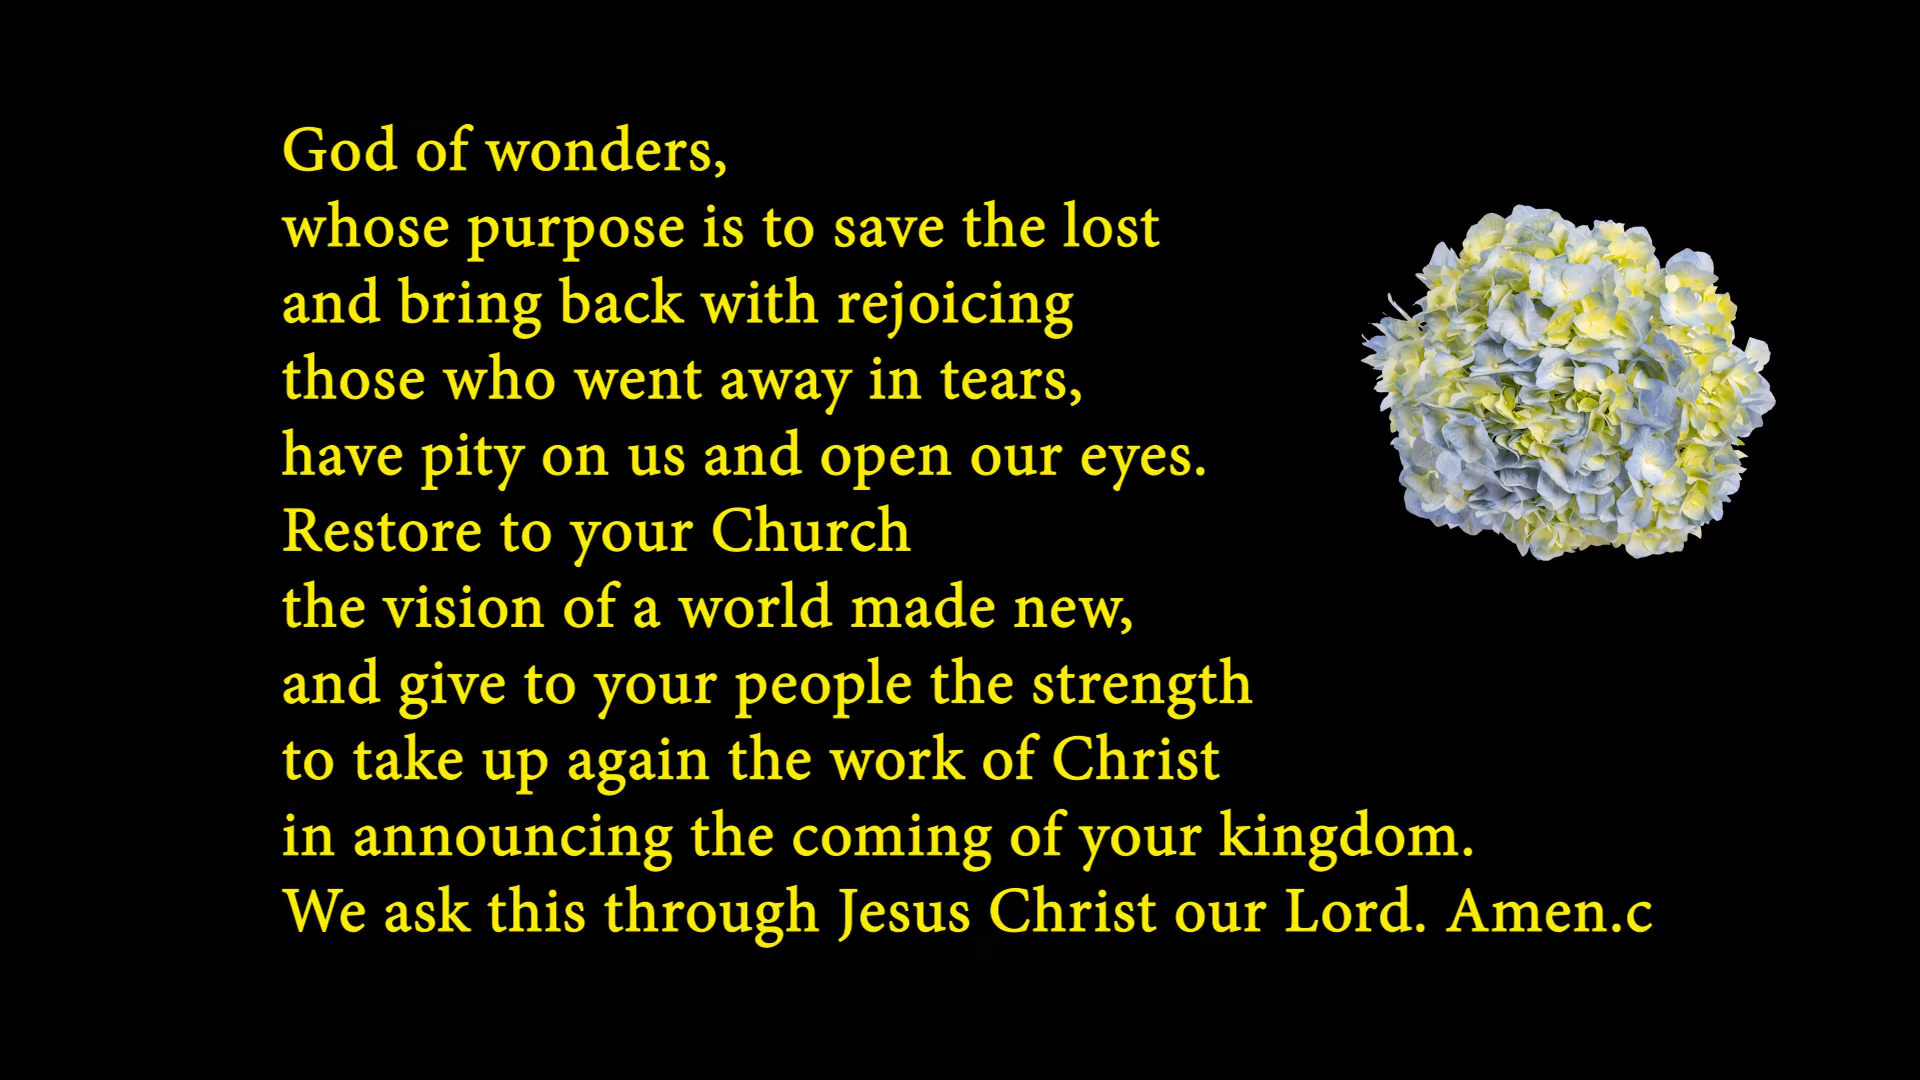 God of wonders,
whose purpose is to save the lost
and bring back with rejoicing
those who went away in tears,
have pity on us and open our eyes.
Restore to your Church
the vision of a world made new,
and give to your people the strength
to take up again the work of Christ
in announcing the coming of your kingdom.
We ask this through Jesus Christ our Lord. Amen.c